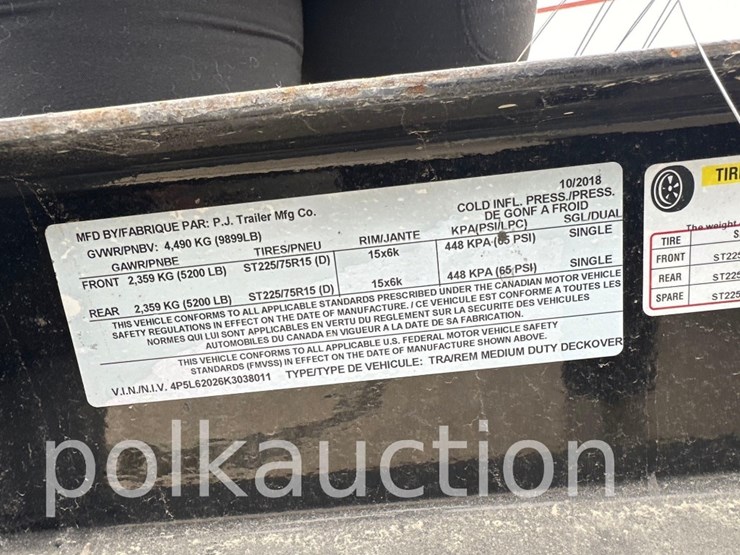 MFD BY/FABRIQUE PAR: P.J. Trailer Mfg Co. 10/2018
GVWR/PNBV: 4,490 KG (9899LB) COLD INFL. PRESS./PRESS.
DE GONF A FROID
GAWR/PNBE TIRES/PNEU RIM/JANTE KPA(PSI/LPC) SGL/DUAL
FRONT 2,359 KG (5200 LB) ST225/75R15 (D) 15x6k 448 KPA (65 PSI) SINGLE
REAR 2,359 KG (5200 LB) ST225/75R15 (D) 15x6k 448 KPA (65 PSI) SINGLE
THIS VEHICLE CONFORMS TO ALL APPLICABLE STANDARDS PRESCRIBED UNDER THE CANADIAN MOTOR VEHICLE
SAFETY REGULATIONS IN EFFECT ON THE DATE OF MANUFACTURE. / CE VEHICULE EST CONFORME A TOUTES LES
NORMES QUI LUI SONT APPLICABLES EN VERTU DU REGLEMENT SUR LA SECURITE DES VEHICULES
AUTOMOBILES DU CANADA EN VIGUEUR A LA DATE DE SA FABRICATION.
THIS VEHICLE CONFORMS TO ALL APPLICABLE U.S. FEDERAL MOTOR VEHICLE SAFETY
STANDARDS (FMVSS) IN EFFECT ON THE DATE OF MANUFACTURE SHOWN ABOVE.
V.I.N./N.I.V. 4P5L62026K3038011 TYPE/TYPE DE VEHICULE: TRA/REM MEDIUM DUTY DECKOVER
TIRE
The weight
TIRE S
FRONT ST225
REAR ST225
SPARE ST225
polkauction